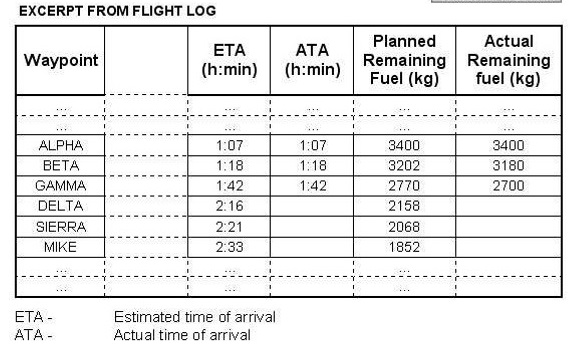 EXCERPT FROM FLIGHT LOG
Waypoint ETA (h:min) ATA (h:min) Planned Remaining Fuel (kg) Actual Remaining fuel (kg)
... ... ... ... ...
... ... ... ... ...
ALPHA 1:07 1:07 3400 3400
BETA 1:18 1:18 3202 3180
GAMMA 1:42 1:42 2770 2700
DELTA 2:16 2158
SIERRA 2:21 2068
MIKE 2:33 1852
... ... ... ... ...
... ... ... ... ...
ETA - Estimated time of arrival
ATA - Actual time of arrival